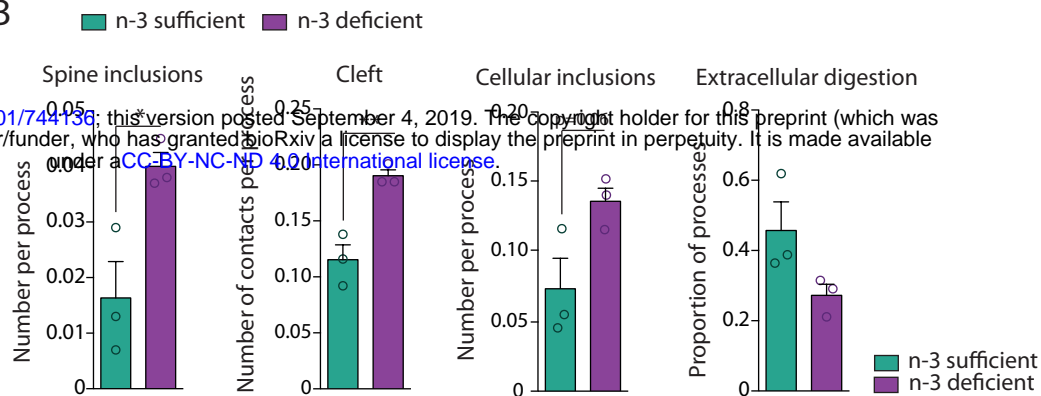 B
n-3 sufficient n-3 deficient
Spine inclusions
Cleft
Cellular inclusions
Extracellular digestion
01/744136; this version posted September 4, 2019. The copyright holder for this preprint (which was
r/funder, who has granted bioRxiv a license to display the preprint in perpetuity. It is made available
under aCC-BY-NC-ND 4.0 International license.
Number per process
0.05
0.04
0.03
0.02
0.01
0
*
Number of contacts per process
0.25
0.20
0.15
0.10
0.05
0
Number per process
0.20
0.15
0.10
0.05
0
Proportion of processes
0.8
0.6
0.4
0.2
0
n-3 sufficient
n-3 deficient